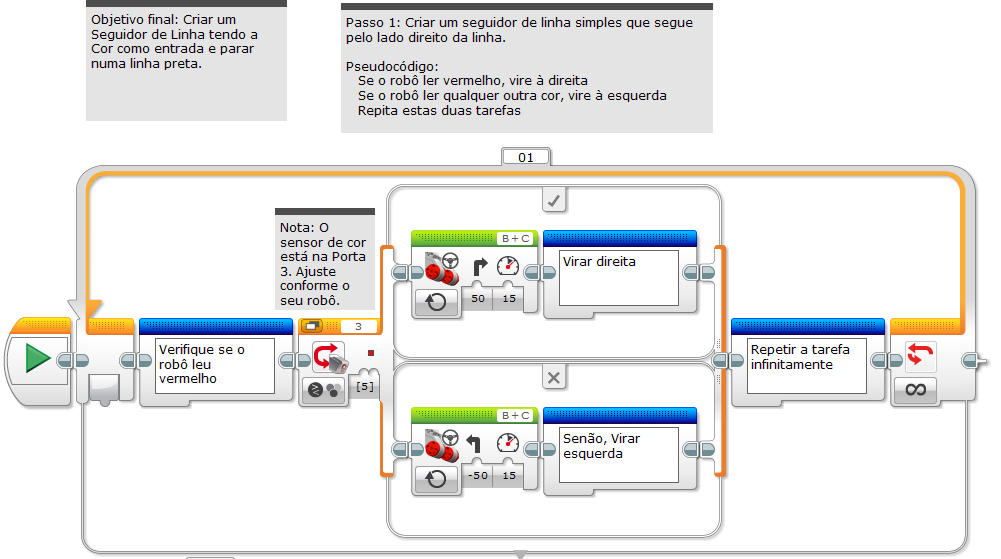 Objetivo final: Criar um
Seguidor de Linha tendo a
Cor como entrada e parar
numa linha preta.
Passo 1: Criar um seguidor de linha simples que segue
pelo lado direito da linha.
Pseudocódigo:
Se o robô ler vermelho, vire à direita
Se o robô ler qualquer outra cor, vire à esquerda
Repita estas duas tarefas
01
Nota: O
sensor de cor
está na Porta
3. Ajuste
conforme o
seu robô.
B+C
50 15
Virar direita
Verifique se o
robô leu
vermelho
3
[5]
B+C
-50 15
Senão, Virar
esquerda
Repetir a tarefa
infinitamente
∞